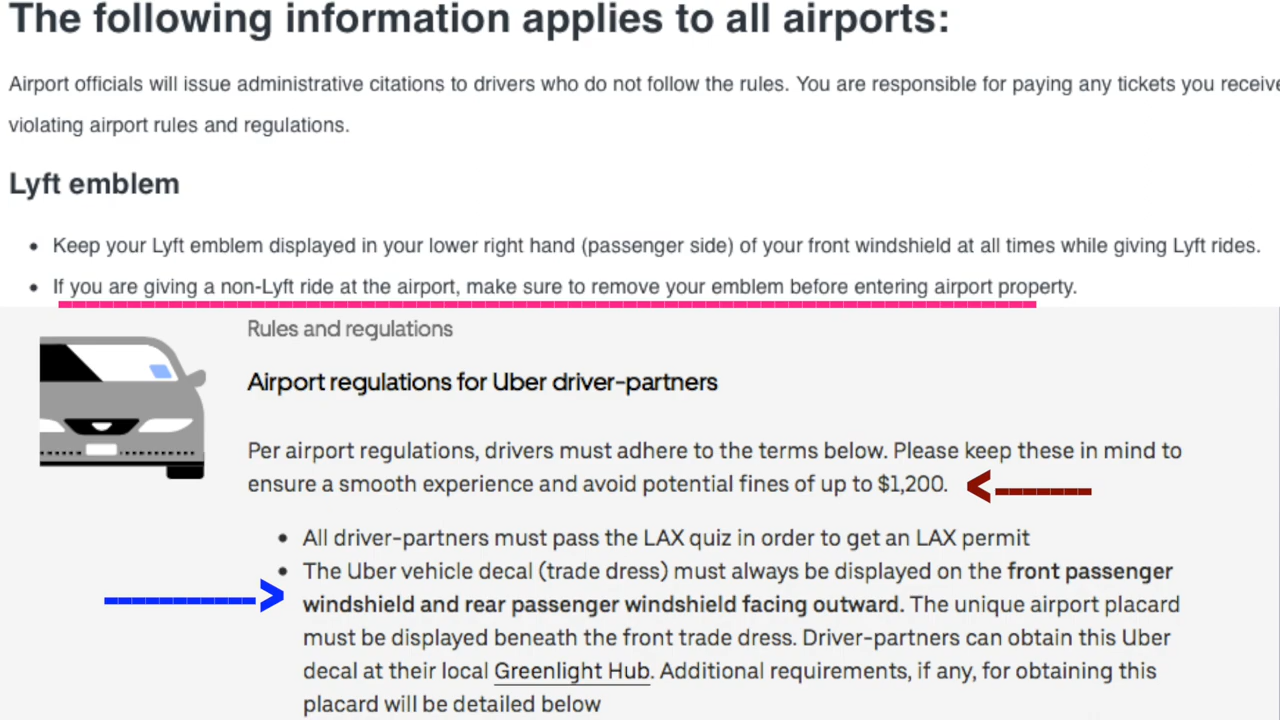 The following information applies to all airports:
Airport officials will issue administrative citations to drivers who do not follow the rules. You are responsible for paying any tickets you receive
violating airport rules and regulations.
Lyft emblem
• Keep your Lyft emblem displayed in your lower right hand (passenger side) of your front windshield at all times while giving Lyft rides.
• If you are giving a non-Lyft ride at the airport, make sure to remove your emblem before entering airport property.
Rules and regulations
Airport regulations for Uber driver-partners
Per airport regulations, drivers must adhere to the terms below. Please keep these in mind to
ensure a smooth experience and avoid potential fines of up to $1,200.
• All driver-partners must pass the LAX quiz in order to get an LAX permit
• The Uber vehicle decal (trade dress) must always be displayed on the front passenger
windshield and rear passenger windshield facing outward. The unique airport placard
must be displayed beneath the front trade dress. Driver-partners can obtain this Uber
decal at their local Greenlight Hub. Additional requirements, if any, for obtaining this
placard will be detailed below